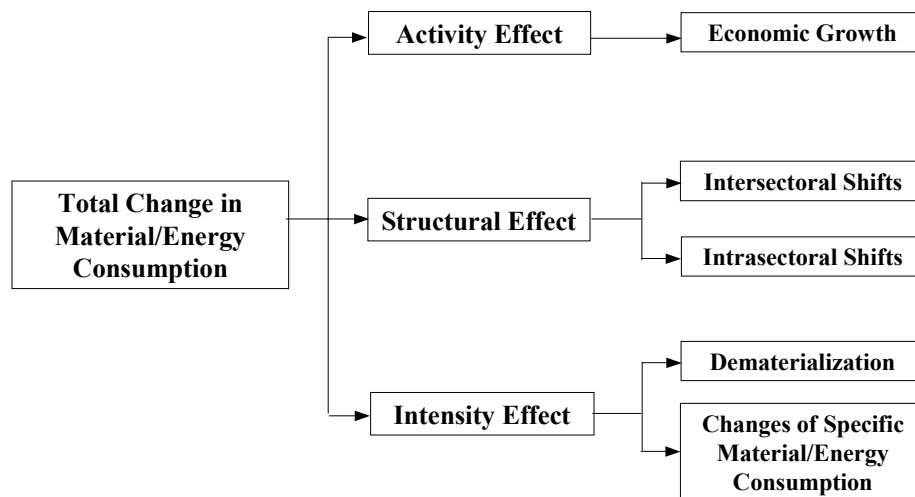 Activity Effect
Economic Growth
Total Change in
Material/Energy
Consumption
Structural Effect
Intersectoral Shifts
Intrasectoral Shifts
Intensity Effect
Dematerialization
Changes of Specific
Material/Energy
Consumption